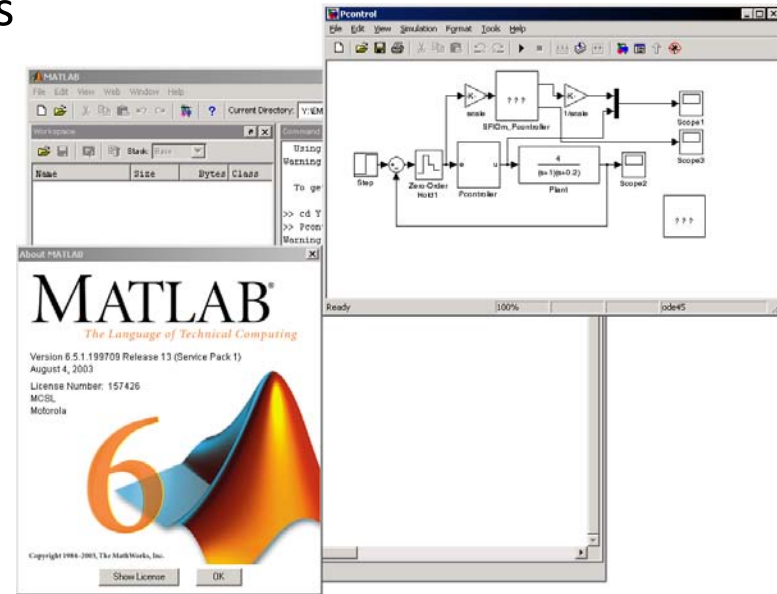 s
Pcontrol
File Edit View Simulation Format Tools Help
-K-
scale
? ? ?
SFIOm_Pcontroller
-K-
1/scale
Scope1
Scope3
Step
Zero-Order
Hold1
e u
Pcontroller
4
(s+1)(s+0.2)
Plant
Scope2
? ? ?
Ready 100% ode45
MATLAB
File Edit View Web Window Help
Current Directory:
Workspace
Stack: Base
Name Size Bytes Class
Command
Using
Warning
To ge
>> cd Y
>> Pcon
Warning
About MATLAB
MATLAB®
The Language of Technical Computing
Version 6.5.1.199709 Release 13 (Service Pack 1)
August 4, 2003
License Number: 157426
MCSL
Motorola
6
Copyright 1984-2003, The MathWorks, Inc.
Show License OK